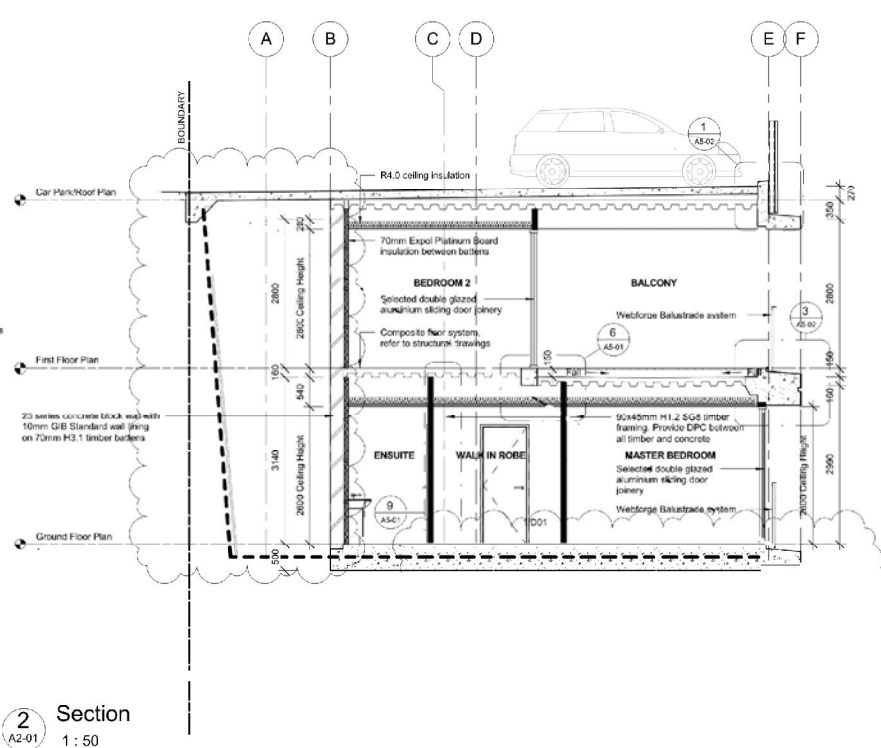 A B C D E F
BOUNDARY
1
A5-02
R4.0 ceiling insulation
Car Park/Roof Plan
270
350
200
70mm Expol Platinum Board
insulation between battens
BEDROOM 2
BALCONY
2800
2600 Ceiling Height
2800
Selected double glazed
aluminium sliding door joinery
Webforge Balustrade system
3
A5-02
6
A5-01
Composite floor system,
refer to structural drawings
First Floor Plan
150
Fall
Fall
150
160
540
160
25 series concrete block wall with
10mm GIB Standard wall lining
on 70mm H3.1 timber battens
90x45mm H1.2 SG8 timber
framing. Provide DPC between
all timber and concrete
3140
2600 Ceiling Height
ENSUITE
WALK IN ROBE
MASTER BEDROOM
Selected double glazed
aluminium sliding door
joinery
2600 Ceiling Height
2990
9
A5-01
D01
Webforge Balustrade system
Ground Floor Plan
500
2
A2-01
Section
1 : 50